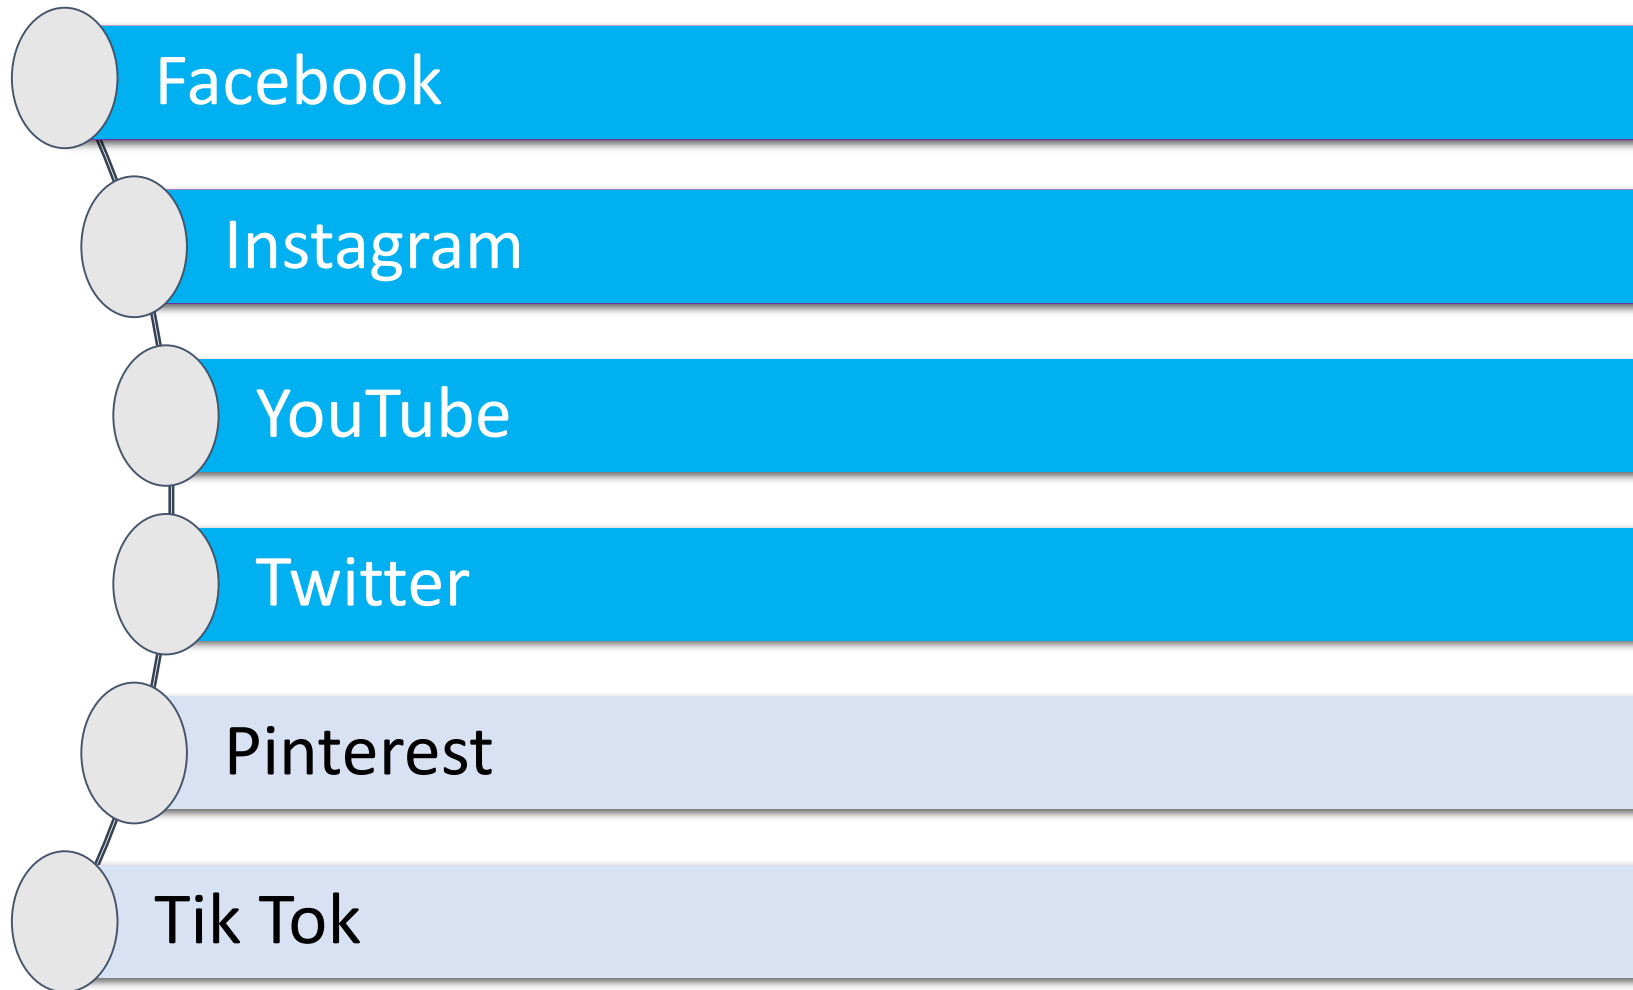 Facebook
Instagram
YouTube
Twitter
Pinterest
Tik Tok